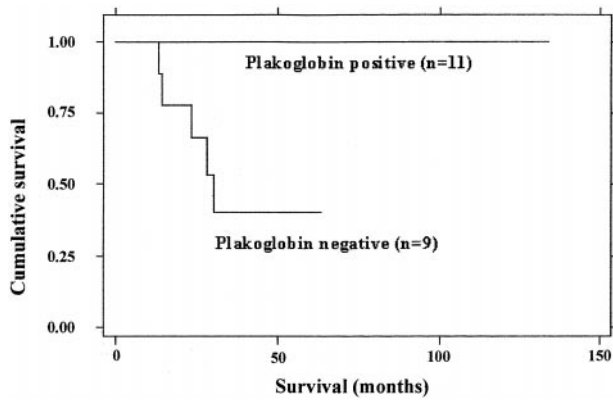 1.00
Plakoglobin positive (n=11)
0.75
0.50
Plakoglobin negative (n=9)
0.25
0.00
Cumulative survival
0
50
100
150
Survival (months)